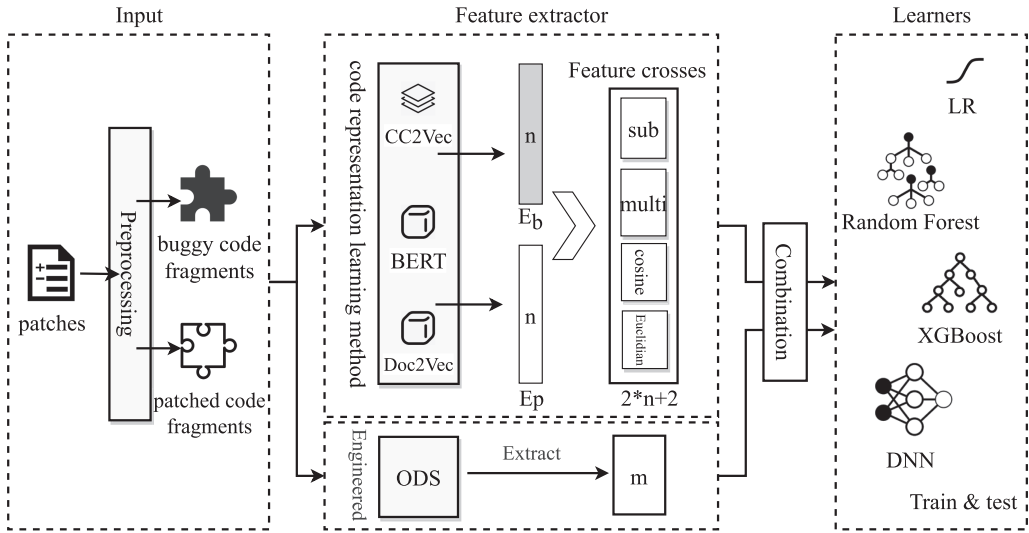 Input
Feature extractor
Learners
patches
Preprocessing
buggy code
fragments
patched code
fragments
code representation learning method
CC2Vec
BERT
Doc2Vec
n
Eb
n
Ep
Feature crosses
sub
multi
cosine
Euclidian
2*n+2
Engineered
ODS
Extract
m
Combination
LR
Random Forest
XGBoost
DNN
Train & test